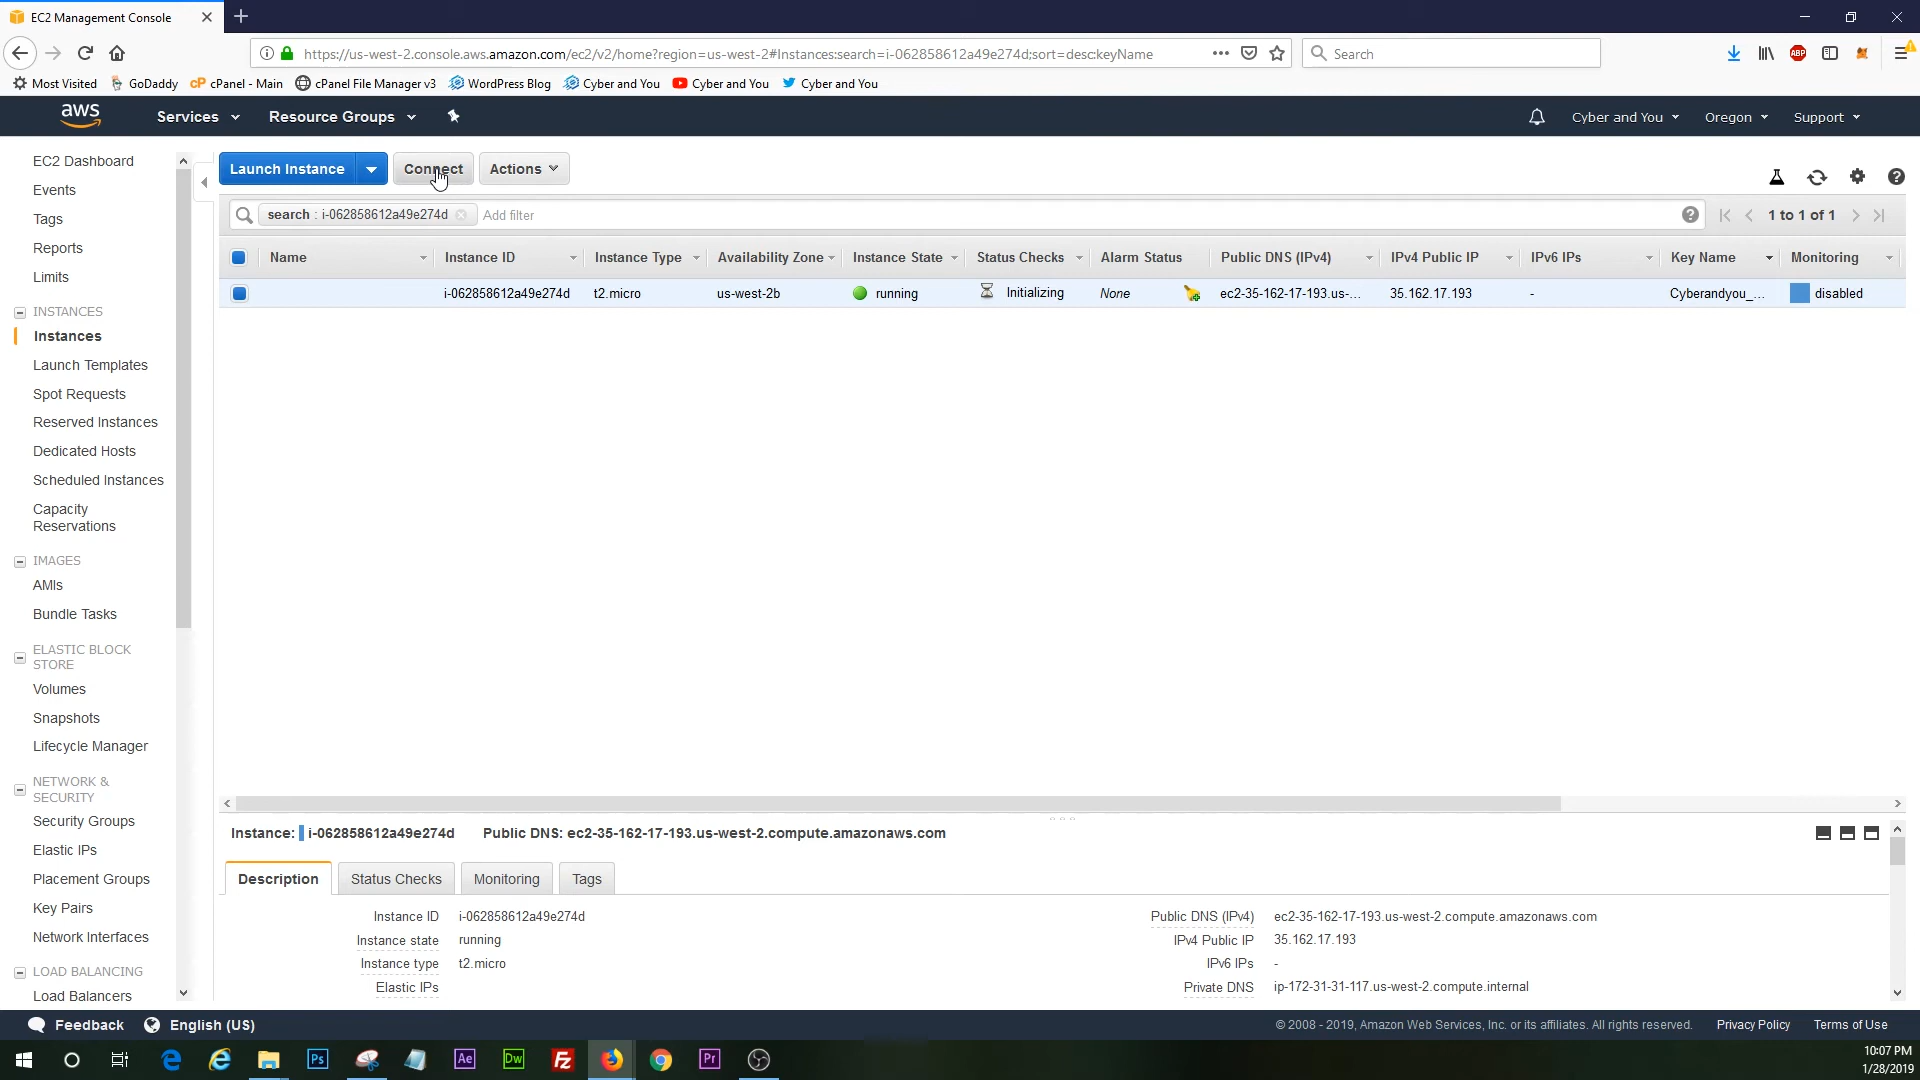 EC2 Management Console
https://us-west-2.console.aws.amazon.com/ec2/v2/home?region=us-west-2#Instances:search=i-062858612a49e274d;sort=desc:keyName
Search
Most Visited
GoDaddy
cPanel - Main
cPanel File Manager v3
WordPress Blog
Cyber and You
Cyber and You
Cyber and You
aws
Services
Resource Groups
Cyber and You
Oregon
Support
EC2 Dashboard
Events
Tags
Reports
Limits
INSTANCES
Instances
Launch Templates
Spot Requests
Reserved Instances
Dedicated Hosts
Scheduled Instances
Capacity
Reservations
IMAGES
AMIs
Bundle Tasks
ELASTIC BLOCK
STORE
Volumes
Snapshots
Lifecycle Manager
NETWORK &
SECURITY
Security Groups
Elastic IPs
Placement Groups
Key Pairs
Network Interfaces
LOAD BALANCING
Load Balancers
Launch Instance
Connect
Actions
search : i-062858612a49e274d
Add filter
1 to 1 of 1
Name Instance ID Instance Type Availability Zone Instance State Status Checks Alarm Status Public DNS (IPv4) IPv4 Public IP IPv6 IPs Key Name Monitoring
i-062858612a49e274d t2.micro us-west-2b running Initializing None ec2-35-162-17-193.us-... 35.162.17.193 - Cyberandyou_... disabled
Instance: i-062858612a49e274d Public DNS: ec2-35-162-17-193.us-west-2.compute.amazonaws.com
Description
Status Checks
Monitoring
Tags
Instance ID i-062858612a49e274d
Instance state running
Instance type t2.micro
Elastic IPs
Public DNS (IPv4) ec2-35-162-17-193.us-west-2.compute.amazonaws.com
IPv4 Public IP 35.162.17.193
IPv6 IPs -
Private DNS ip-172-31-31-117.us-west-2.compute.internal
Feedback
English (US)
© 2008 - 2019, Amazon Web Services, Inc. or its affiliates. All rights reserved.
Privacy Policy
Terms of Use
Ps
Ae
Dw
Fz
Pr
10:07 PM
1/28/2019